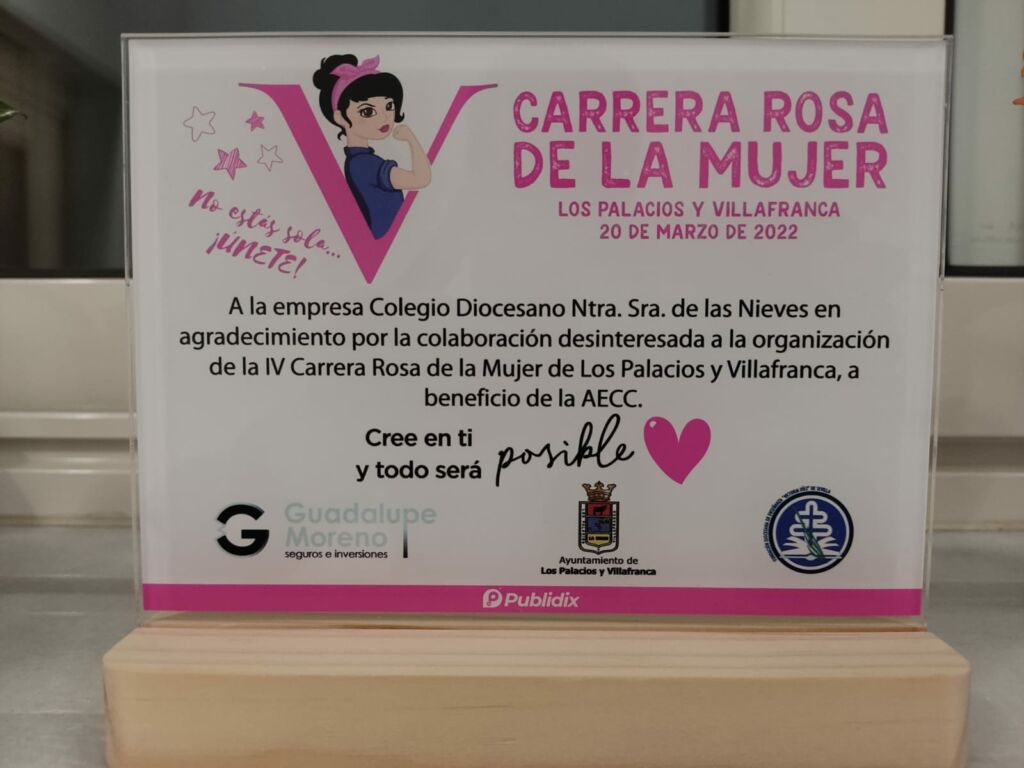 V
CARRERA ROSA
DE LA MUJER
LOS PALACIOS Y VILLAFRANCA
20 DE MARZO DE 2022
No estás sola...
¡ÚNETE!
A la empresa Colegio Diocesano Ntra. Sra. de las Nieves en
agradecimiento por la colaboración desinteresada a la organización
de la IV Carrera Rosa de la Mujer de Los Palacios y Villafranca, a
beneficio de la AECC.
Cree en ti
y todo será posible
G Guadalupe
Moreno
seguros e inversiones
Ayuntamiento de
Los Palacios y Villafranca
Publidix